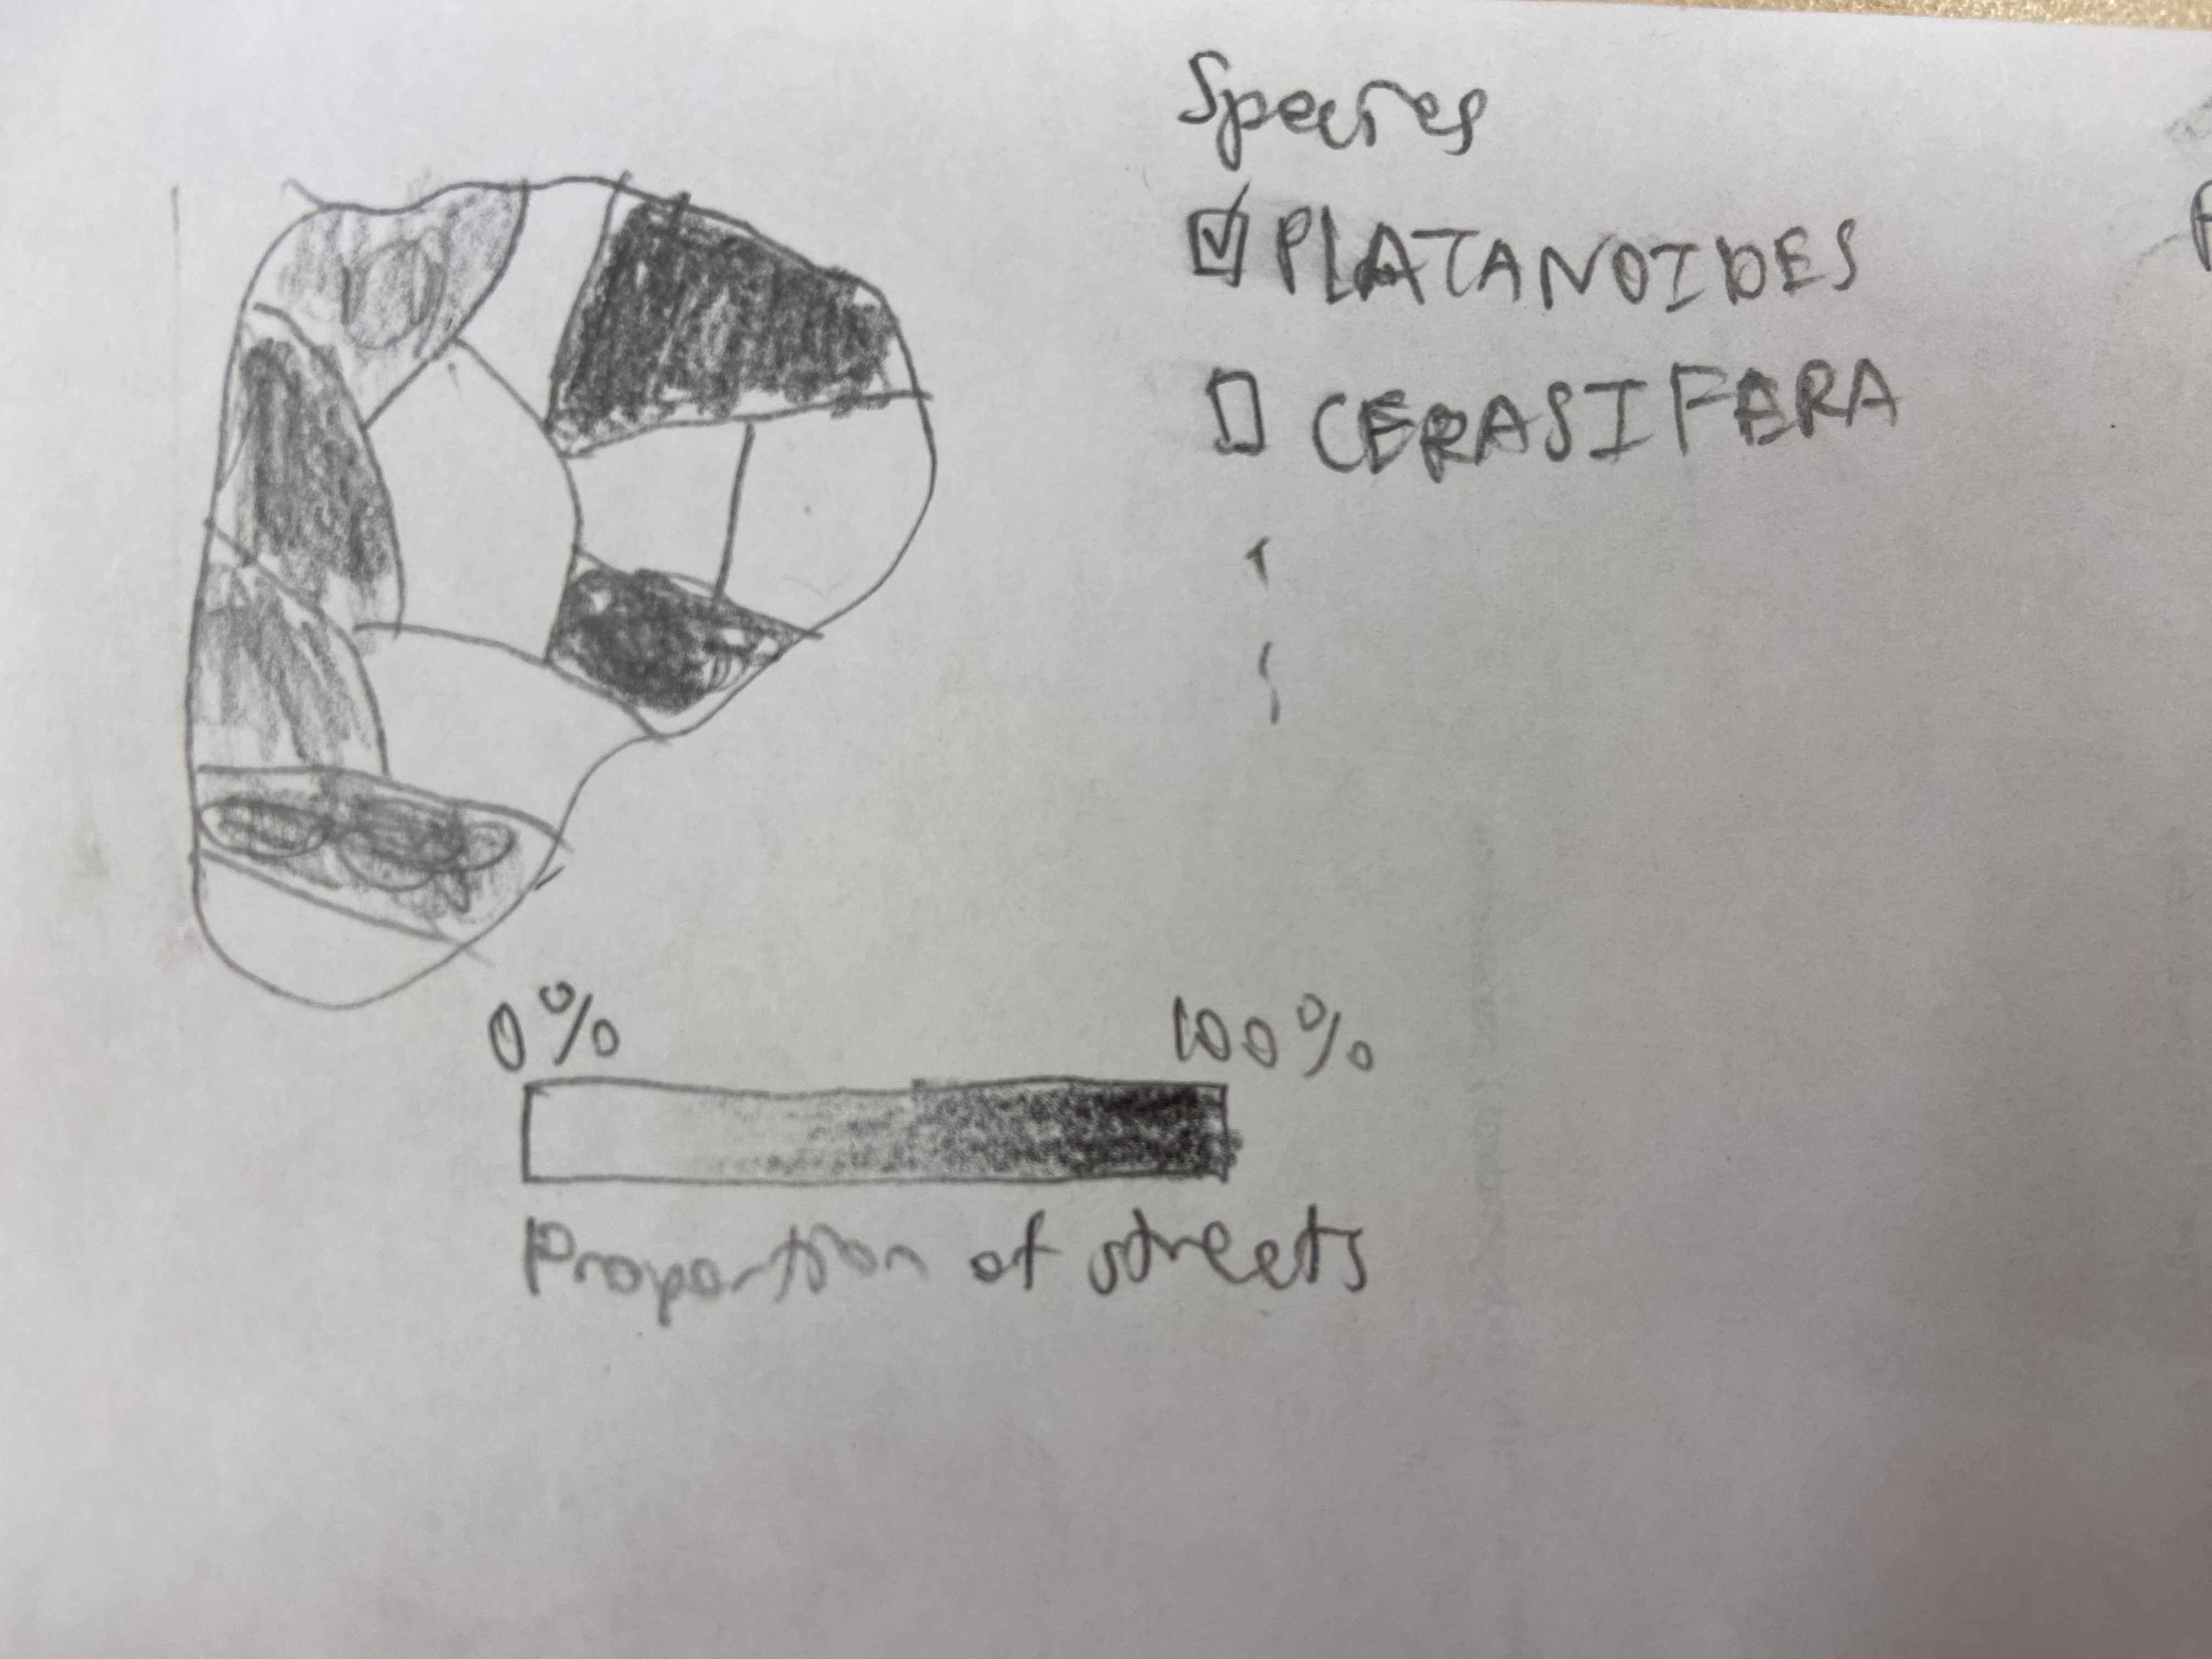 Species
PLATANOIDES
CERASIFERA
0% 100%
Proportion of streets